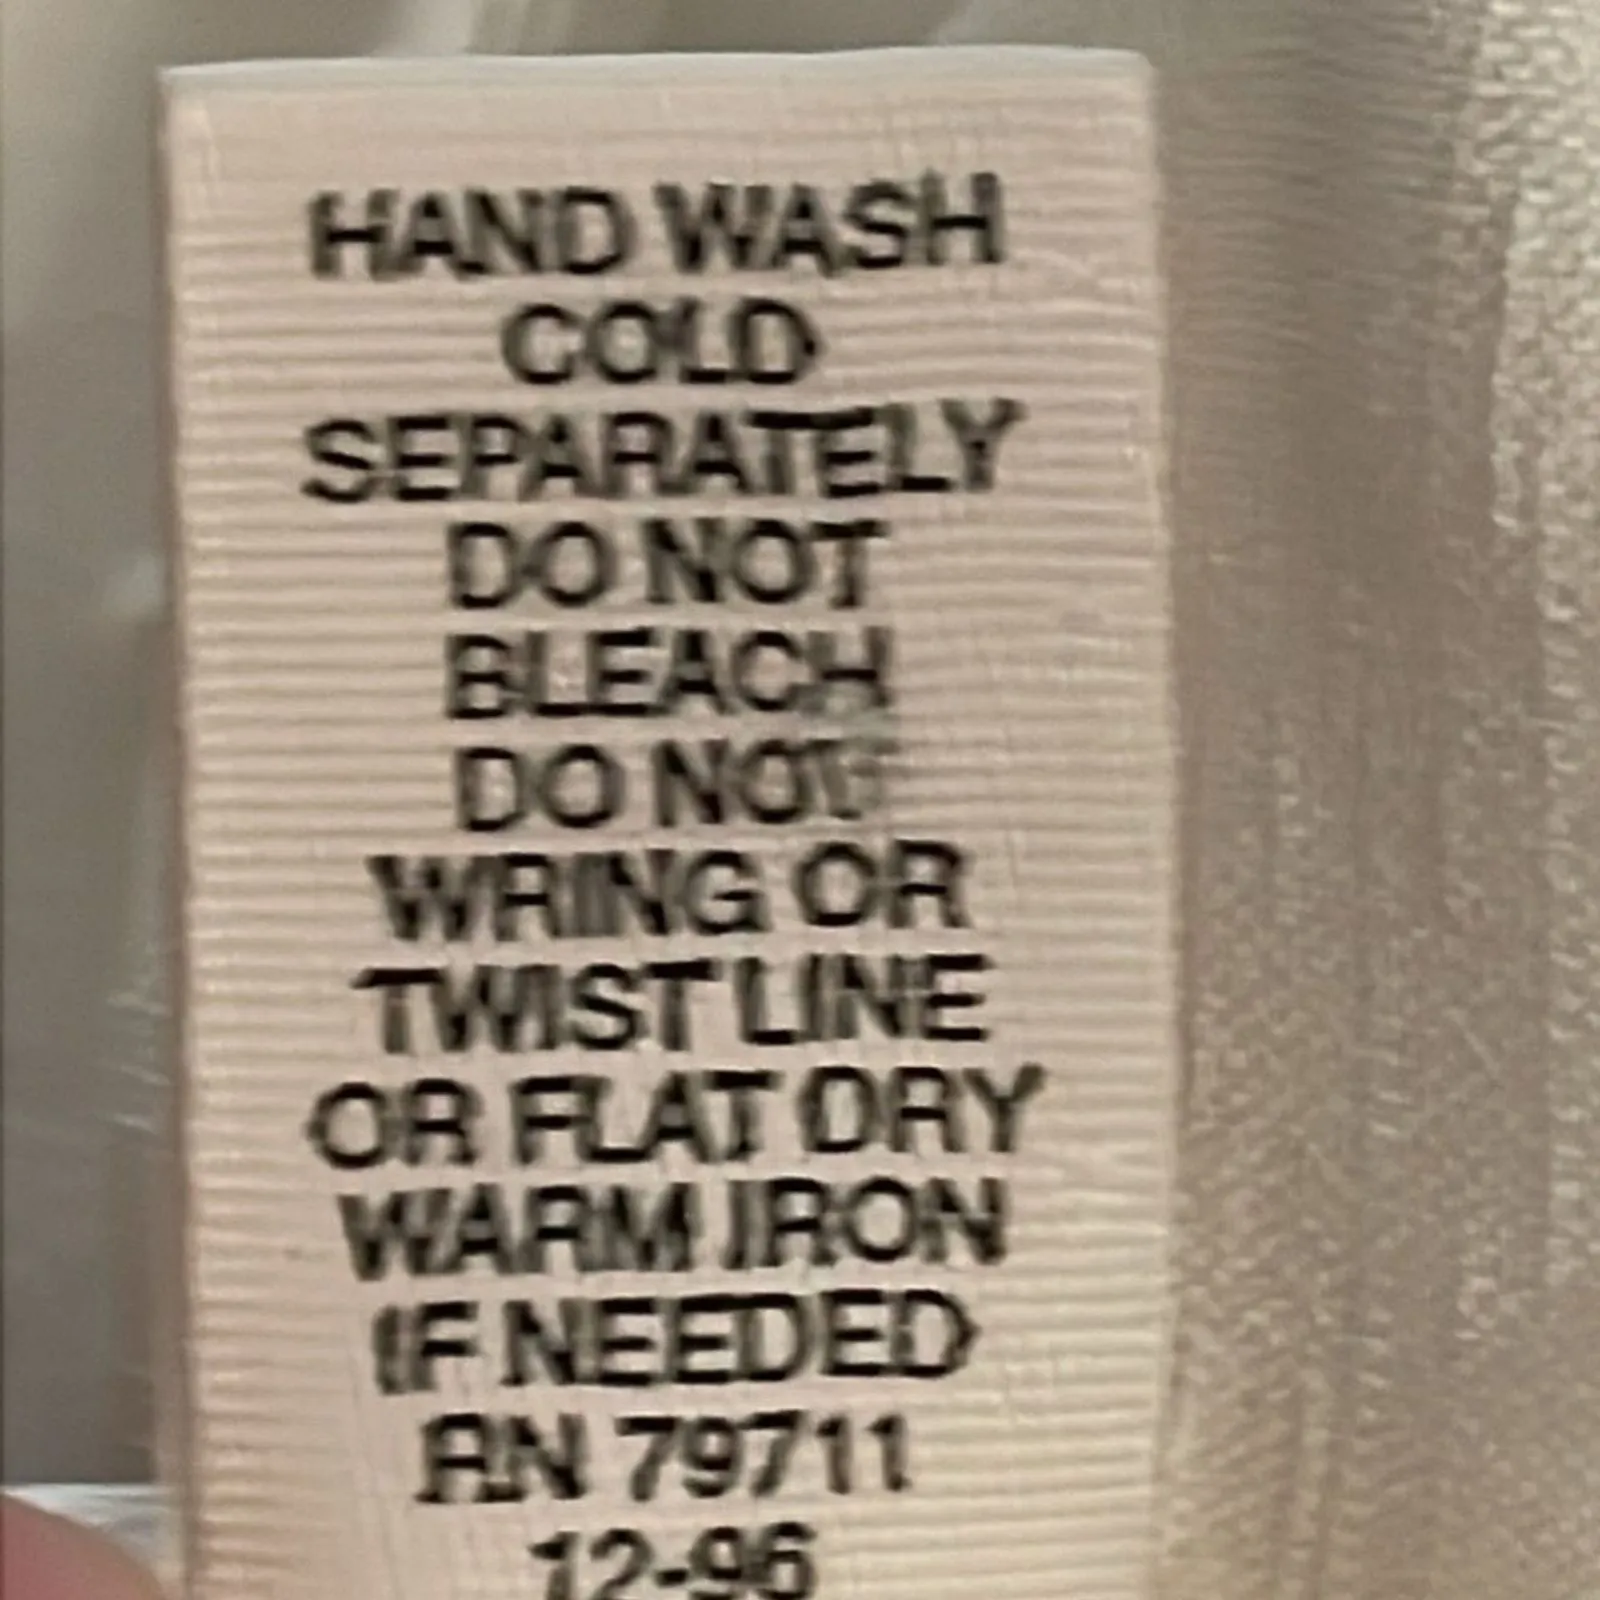 HAND WASH
COLD
SEPARATELY
DO NOT
BLEACH
DO NOT
WRING OR
TWIST LINE
OR FLAT DRY
WARM IRON
IF NEEDED
RN 79711
12-96